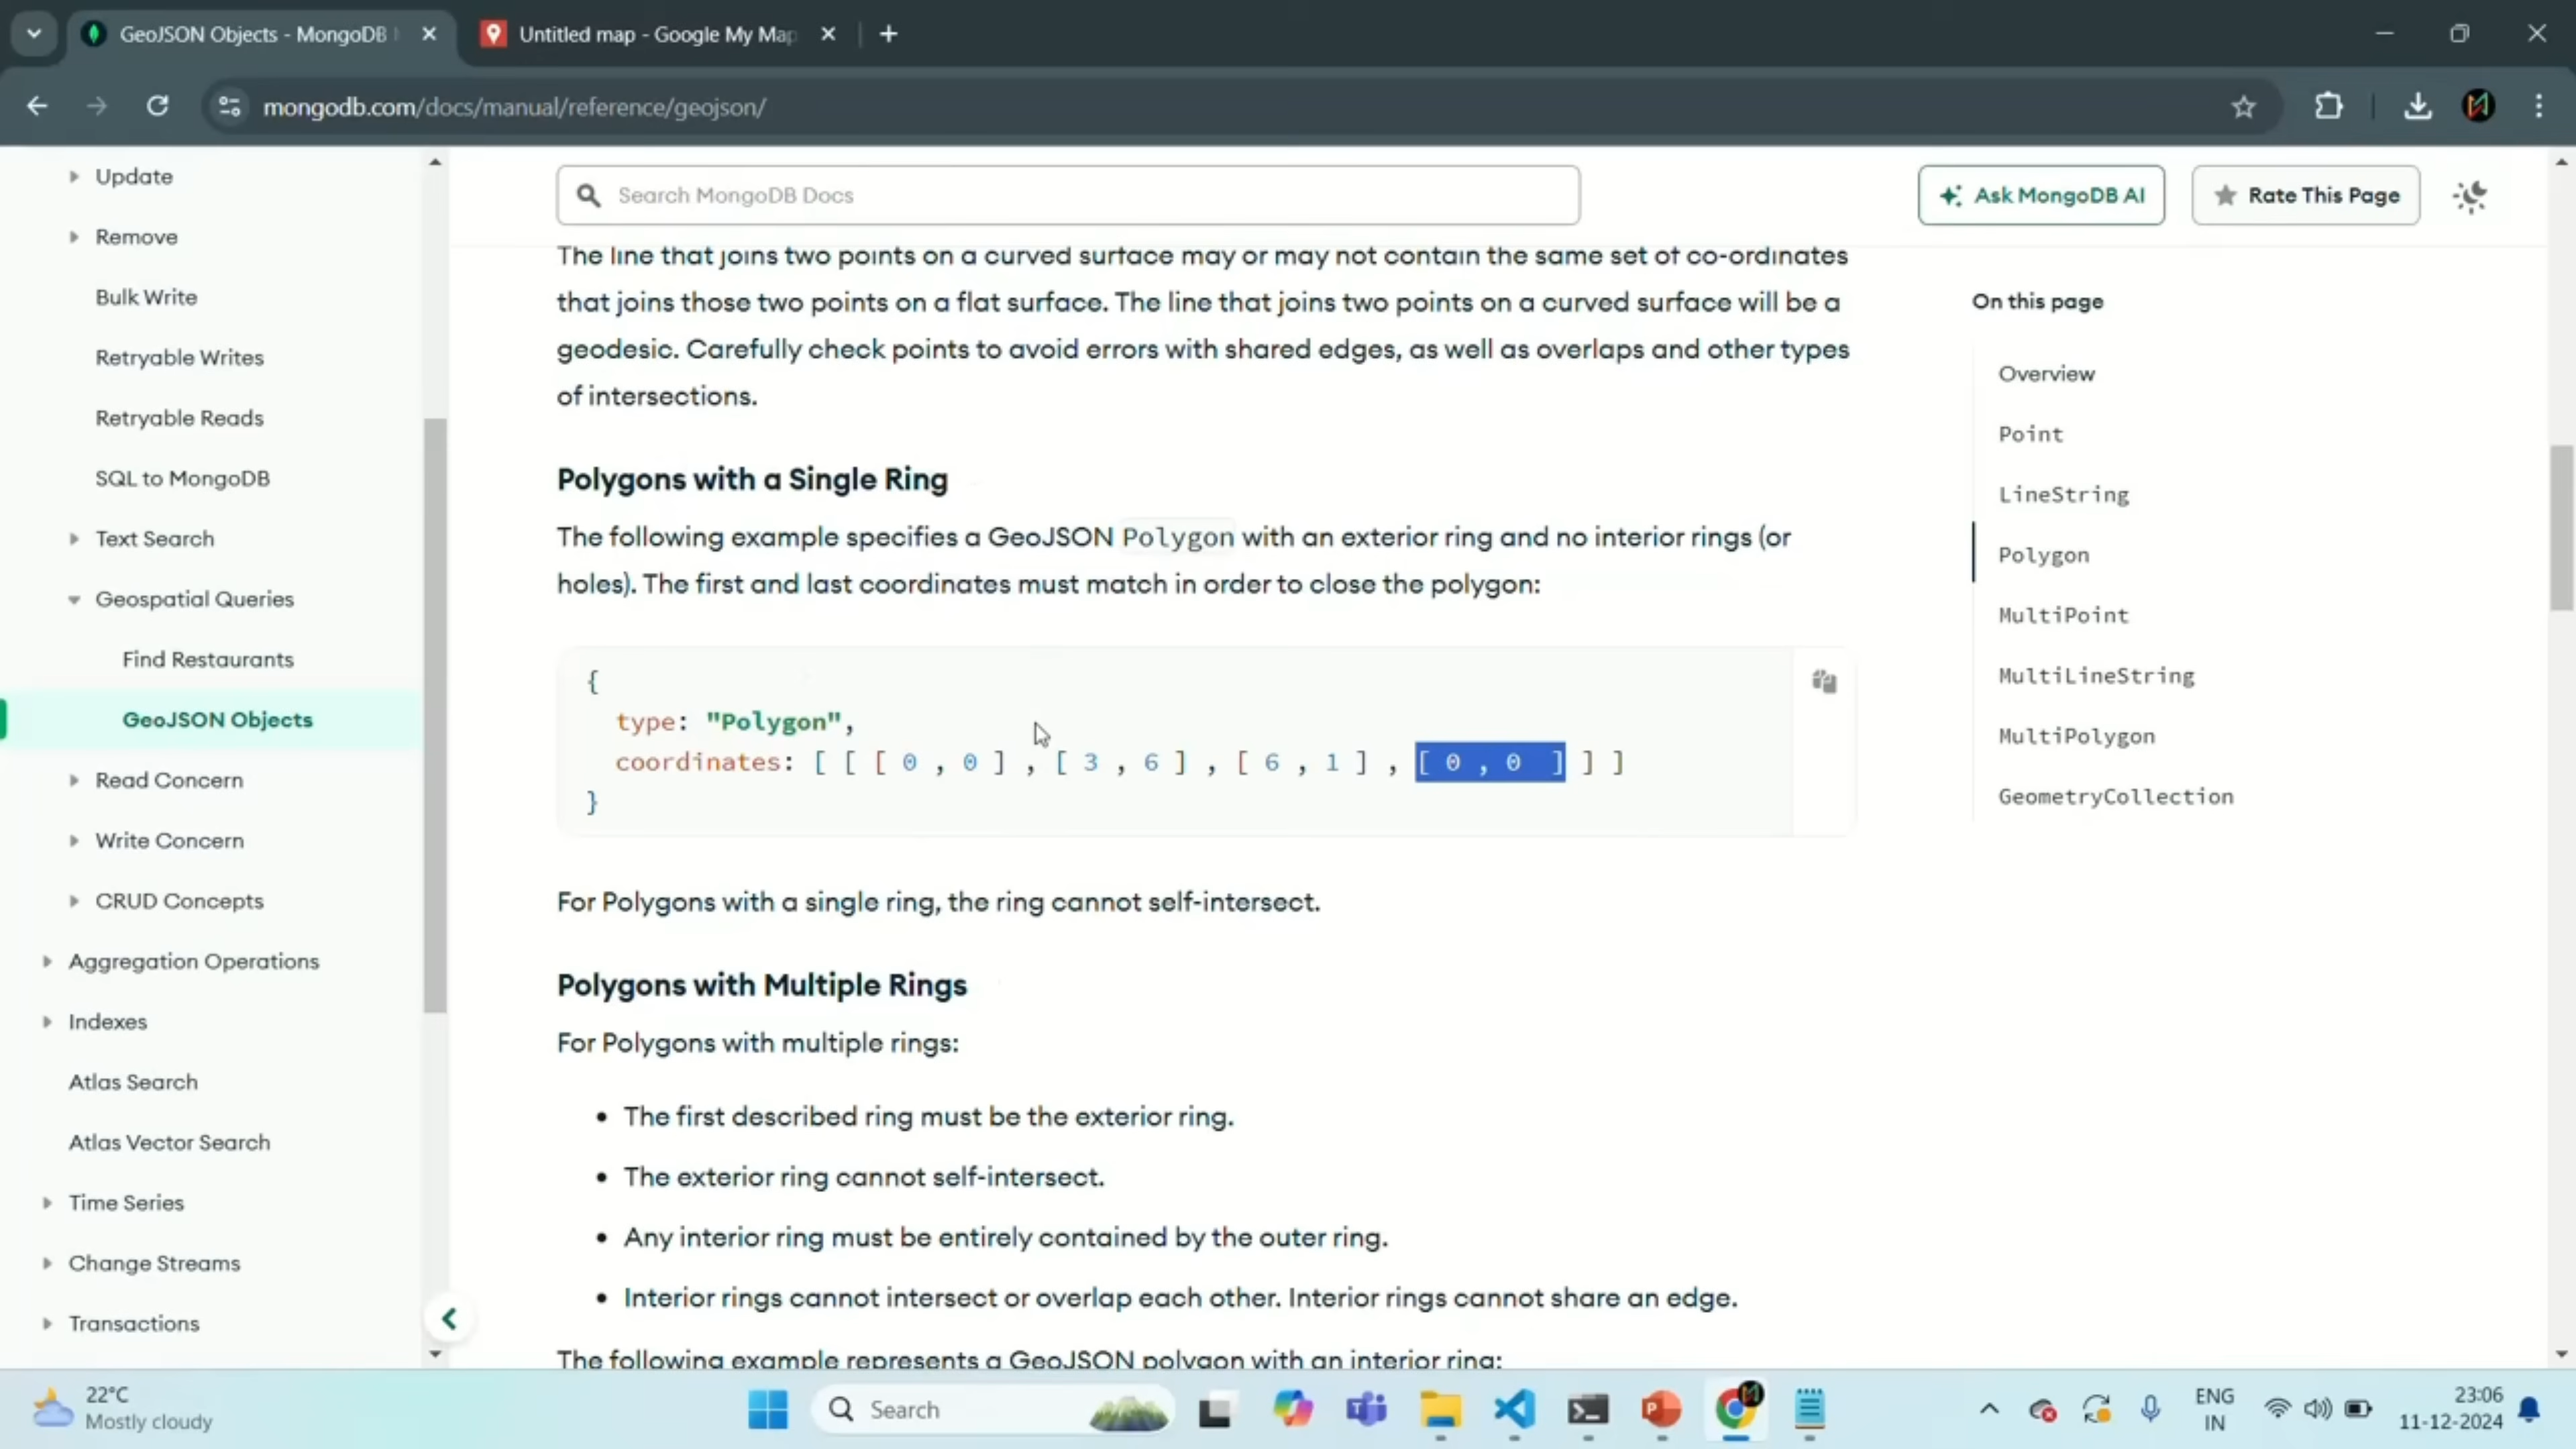 GeoJSON Objects - MongoDB
Untitled map - Google My Map
mongodb.com/docs/manual/reference/geojson/
Update
Remove
Bulk Write
Retryable Writes
Retryable Reads
SQL to MongoDB
Text Search
Geospatial Queries
Find Restaurants
GeoJSON Objects
Read Concern
Write Concern
CRUD Concepts
Aggregation Operations
Indexes
Atlas Search
Atlas Vector Search
Time Series
Change Streams
Transactions
Search MongoDB Docs
Ask MongoDB AI
Rate This Page
The line that joins two points on a curved surface may or may not contain the same set of co-ordinates
that joins those two points on a flat surface. The line that joins two points on a curved surface will be a
geodesic. Carefully check points to avoid errors with shared edges, as well as overlaps and other types
of intersections.
Polygons with a Single Ring
The following example specifies a GeoJSON Polygon with an exterior ring and no interior rings (or
holes). The first and last coordinates must match in order to close the polygon:
{
type: "Polygon",
coordinates: [ [ [ 0 , 0 ] , [ 3 , 6 ] , [ 6 , 1 ] , [ 0 , 0 ] ] ]
}
For Polygons with a single ring, the ring cannot self-intersect.
Polygons with Multiple Rings
For Polygons with multiple rings:
• The first described ring must be the exterior ring.
• The exterior ring cannot self-intersect.
• Any interior ring must be entirely contained by the outer ring.
• Interior rings cannot intersect or overlap each other. Interior rings cannot share an edge.
The following example represents a GeoJSON polygon with an interior ring:
On this page
Overview
Point
LineString
Polygon
MultiPoint
MultiLineString
MultiPolygon
GeometryCollection
22°C
Mostly cloudy
Search
ENG
IN
23:06
11-12-2024